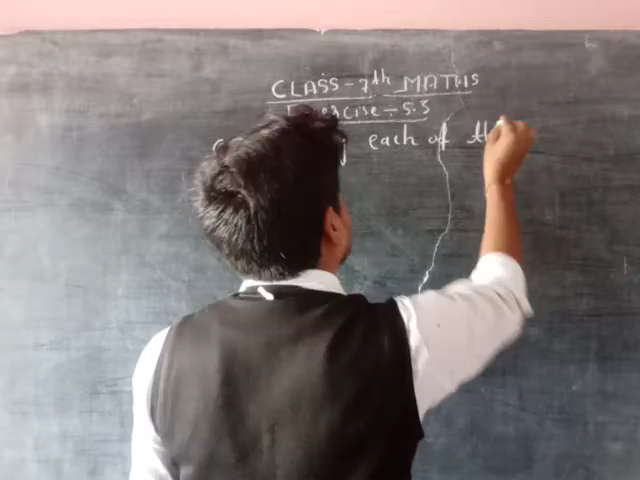 CLASS - 7th MATHS
Exercise - 5.3
each of th